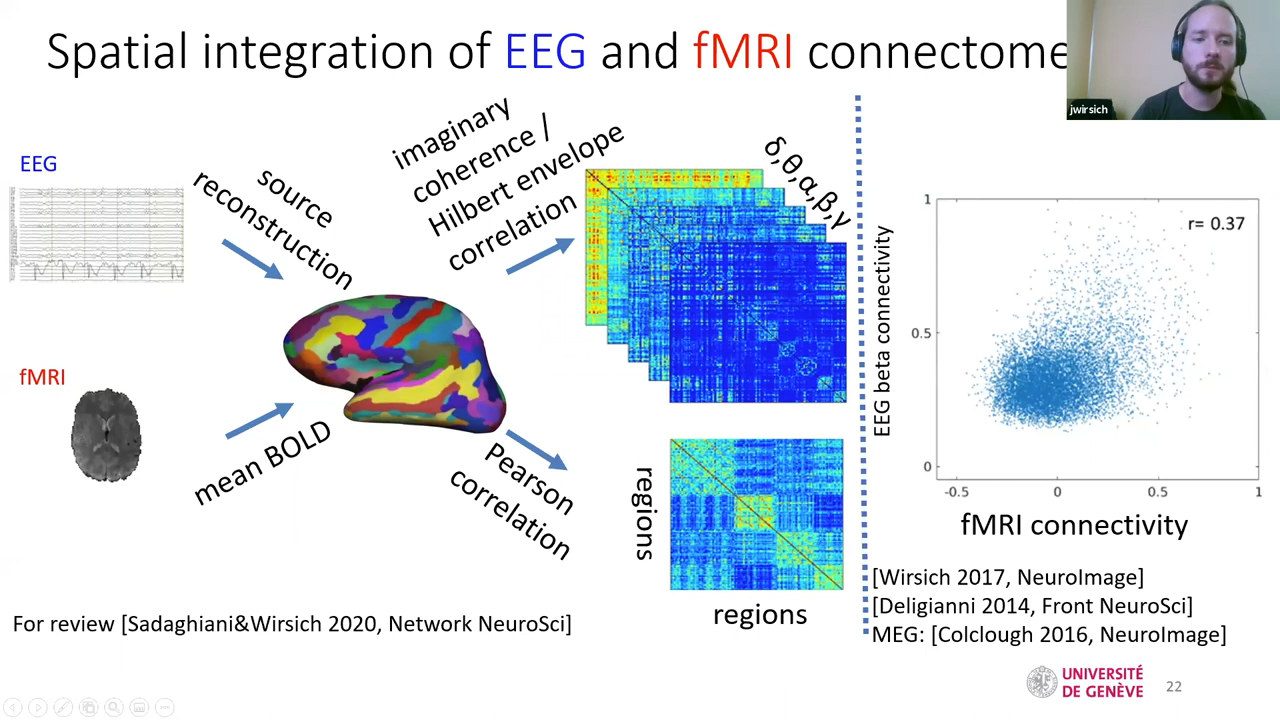 Spatial integration of EEG and fMRI connectome
jwirsich
EEG
source
reconstruction
imaginary
coherence /
Hilbert envelope
correlation
δ,θ,α,β,γ
fMRI
mean BOLD
Pearson
correlation
regions
regions
EEG beta connectivity
1
0.5
0
r= 0.37
-0.5
0
0.5
1
fMRI connectivity
[Wirsich 2017, NeuroImage]
[Deligianni 2014, Front NeuroSci]
MEG: [Colclough 2016, NeuroImage]
For review [Sadaghiani&Wirsich 2020, Network NeuroSci]
UNIVERSITÉ
DE GENÈVE
22